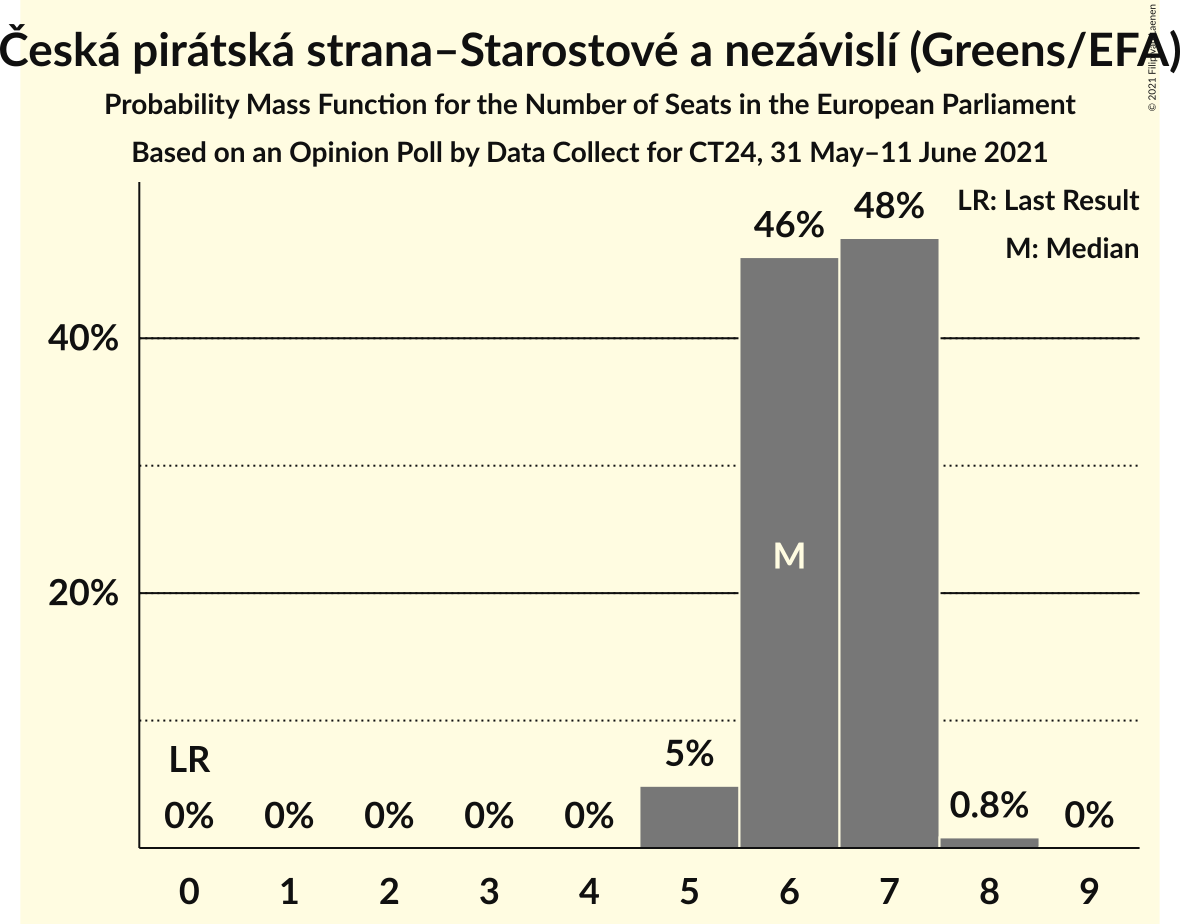 Česká pirátská strana–Starostové a nezávislí (Greens/EFA)
Probability Mass Function for the Number of Seats in the European Parliament
Based on an Opinion Poll by Data Collect for CT24, 31 May–11 June 2021
© 2021 Filip
LR: Last Result
M: Median
48%
46%
40%
M
20%
5%
LR
0.8%
0% 0% 0% 0% 0% 0%
0 1 2 3 4 5 6 7 8 9